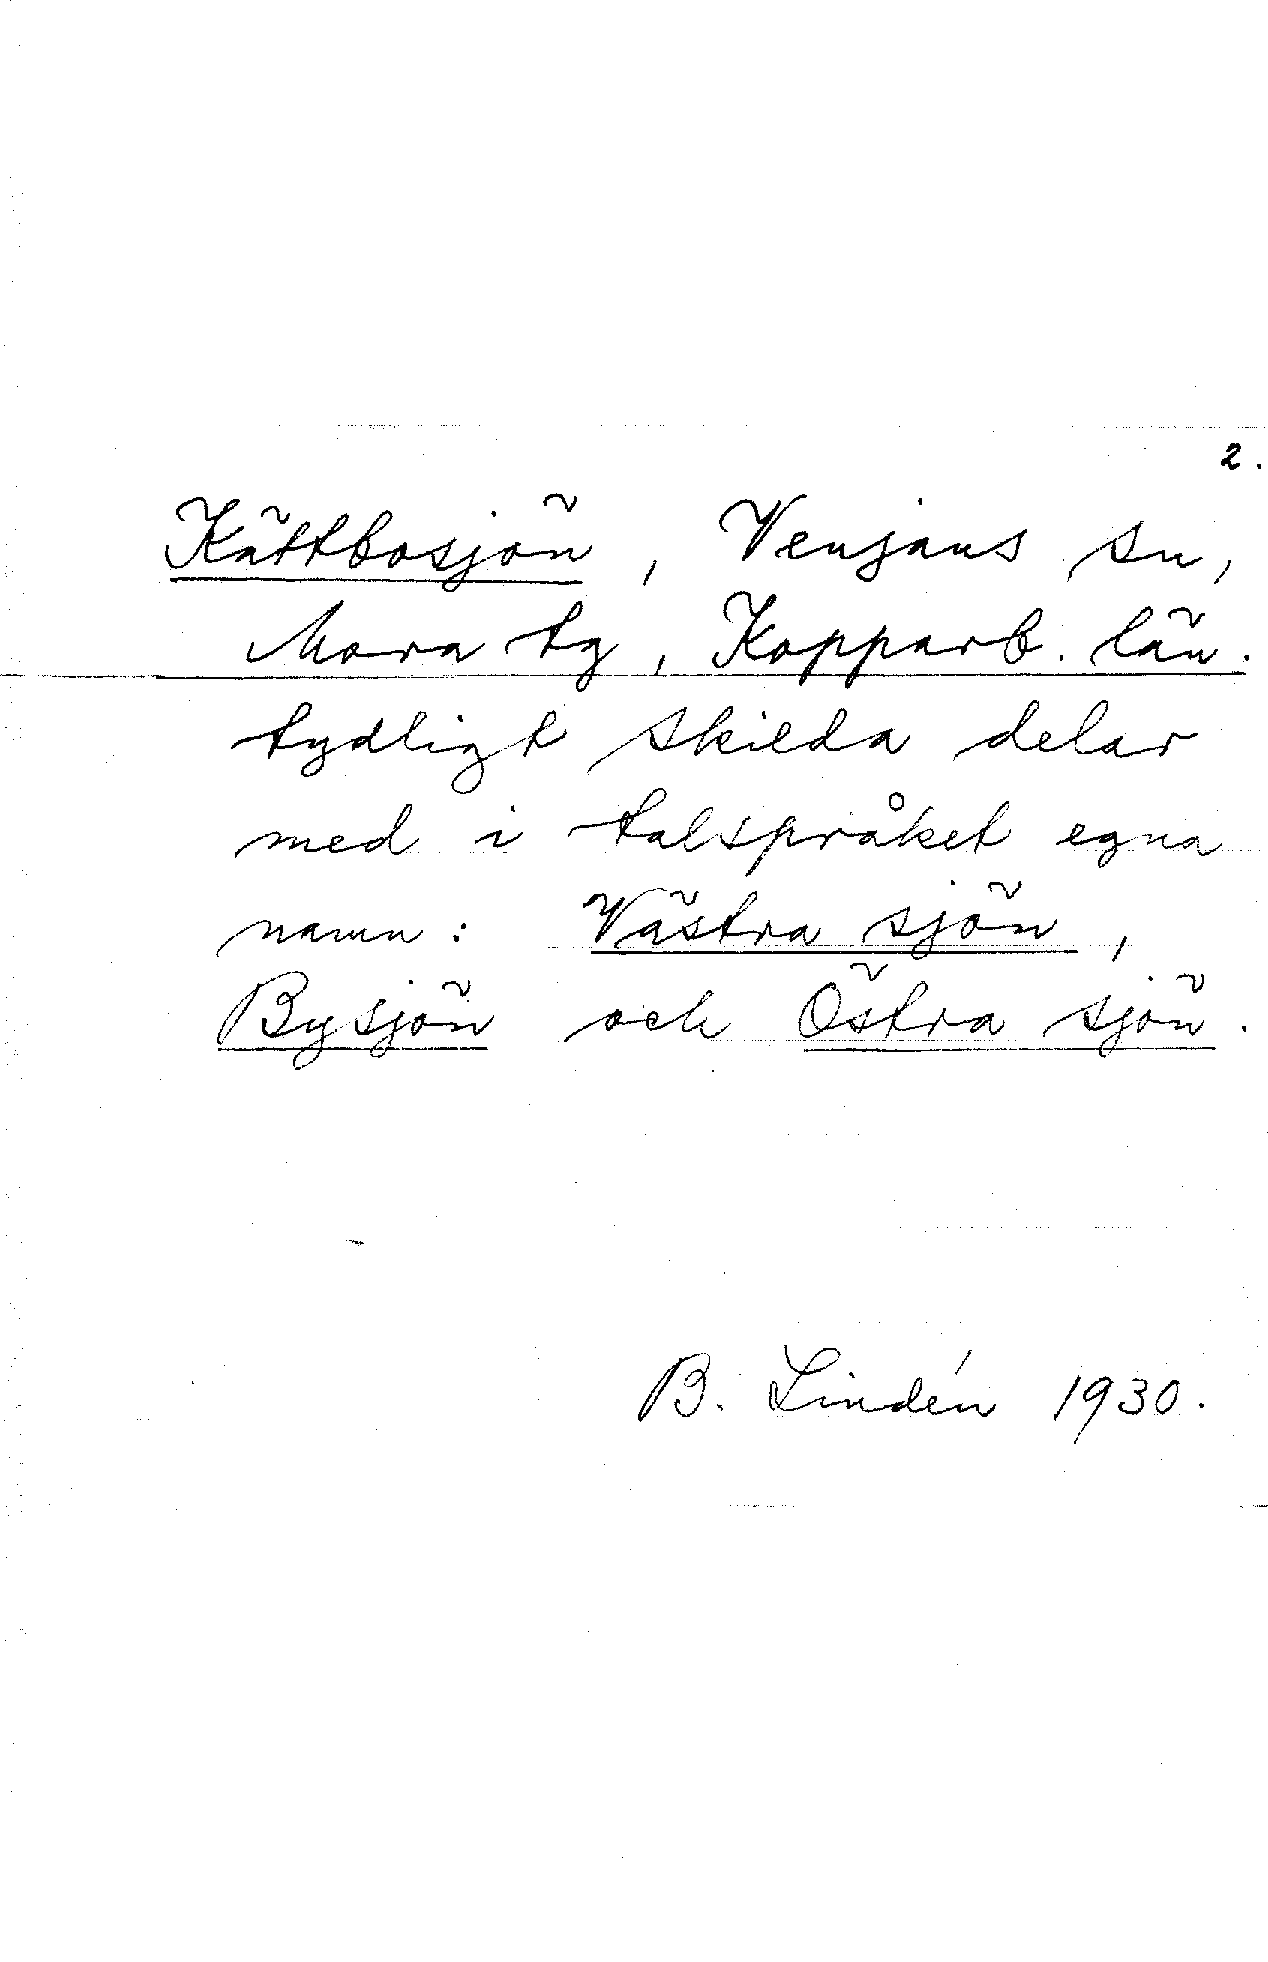 2.
Kättbosjön, Venjans sn,
Mora tg, Kopparb. län.
tydligt skilda delar
med i talspråket egna
namn: Västra sjön,
Bysjön och Östra sjön.
B. Lindén 1930.